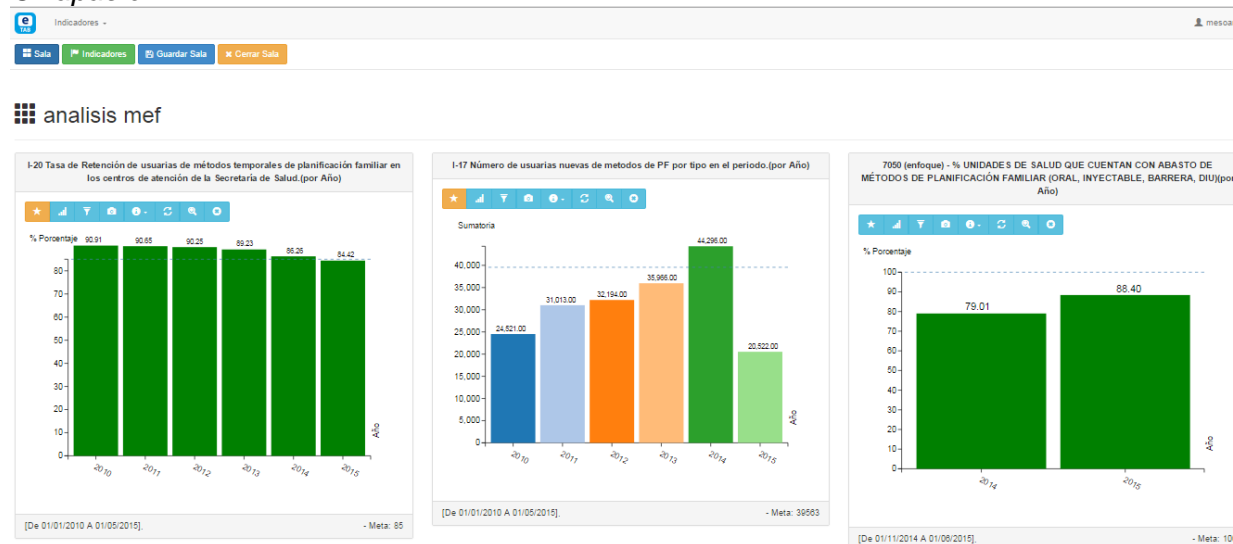 e
TAB
Indicadores
Sala
Indicadores
Guardar Sala
Cerrar Sala
analisis mef
I-20 Tasa de Retención de usuarias de métodos temporales de planificación familiar en
los centros de atención de la Secretaría de Salud.(por Año)
% Porcentaje
90.91
90.65
90.25
89.23
86.26
84.42
80
70
60
50
40
30
20
10
0
2010
2011
2012
2013
2014
2015
Año
[De 01/01/2010 A 01/05/2015],
- Meta: 85
I-17 Número de usuarias nuevas de metodos de PF por tipo en el periodo.(por Año)
Sumatoria
24,521.00
31,013.00
32,194.00
35,966.00
44,296.00
20,522.00
40,000
35,000
30,000
25,000
20,000
15,000
10,000
5,000
0
2010
2011
2012
2013
2014
2015
Año
[De 01/01/2010 A 01/05/2015],
- Meta: 39563
7050 (enfoque) - % UNIDADES DE SALUD QUE CUENTAN CON ABASTO DE
MÉTODOS DE PLANIFICACIÓN FAMILIAR (ORAL, INYECTABLE, BARRERA, DIU)(por
Año)
% Porcentaje
79.01
88.40
100
90
80
70
60
50
40
30
20
10
0
2014
2015
Año
[De 01/11/2014 A 01/06/2015],
- Meta: 100